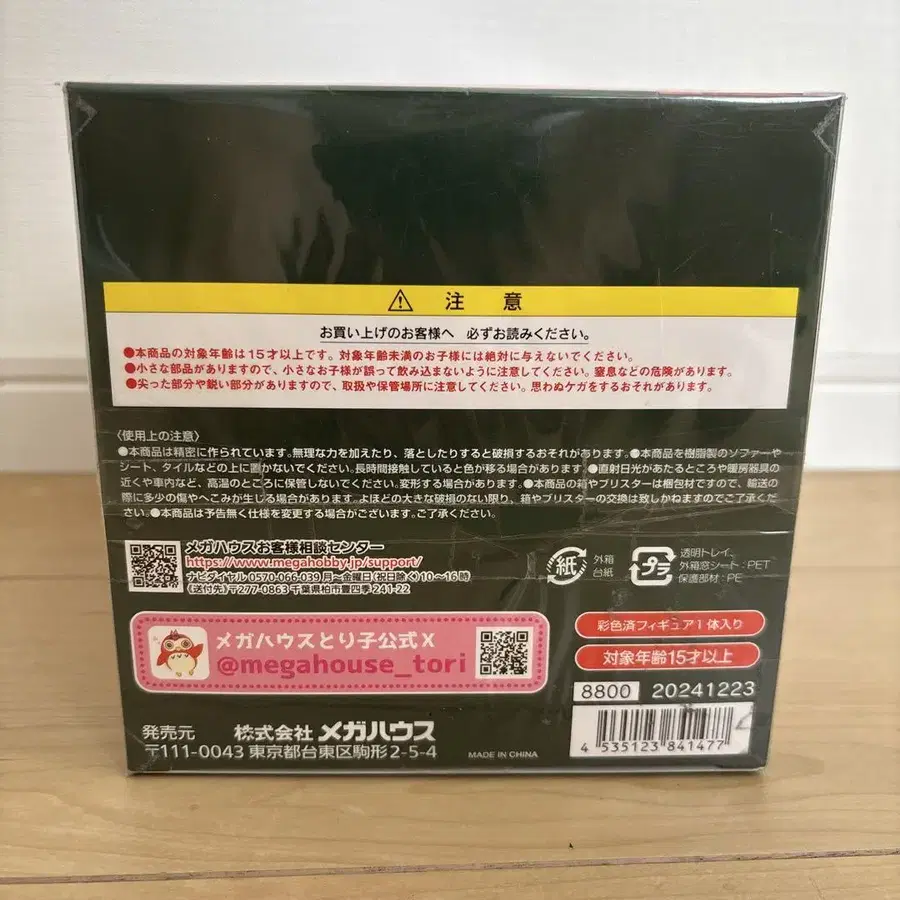 ⚠ 注意
お買い上げのお客様へ 必ずお読みください。
●本商品の対象年齢は15才以上です。対象年齢未満のお子様には絶対に与えないでください。
●小さな部品がありますので、小さなお子様が誤って飲み込まないように注意してください。窒息などの危険があります。
●尖った部分や鋭い部分がありますので、取扱や保管場所に注意してください。思わぬケガをするおそれがあります。
〈使用上の注意〉
●本商品は精密に作られています。無理な力を加えたり、落としたりすると破損するおそれがあります。●本商品を樹脂製のソファーや
シート、タイルなどの上に置かないでください。長時間接触していると色が移る場合があります。●直射日光があたるところや暖房器具の
近くや車内など、高温のところに保管しないでください。変形する場合があります。●本商品の箱やブリスターは梱包材ですので、輸送の
際に多少の傷やへこみが生じる場合があります。よほどの大きな破損のない限り、箱やブリスターの交換は致しかねますのでご了承くださ
い。●本商品は予告無く仕様を変更する場合がございます。ご了承ください。
メガハウスお客様相談センター
https://www.megahobby.jp/support/
ナビダイヤル 0570-066-039 月〜金曜日(祝日除く)10〜16時
《送付先》〒277-0863 千葉県柏市豊四季241-22
紙
外箱
台紙
プラ
透明トレイ、
外箱窓シート:PET
保護部材:PE
メガハウスとり子公式X
@megahouse_tori
彩色済フィギュア1体入り
対象年齢15才以上
8800 20241223
4 535123 841477
発売元 株式会社メガハウス
〒111-0043 東京都台東区駒形2-5-4
MADE IN CHINA